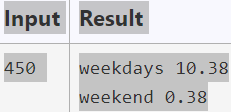 Input Result
450 weekdays 10.38
weekend 0.38